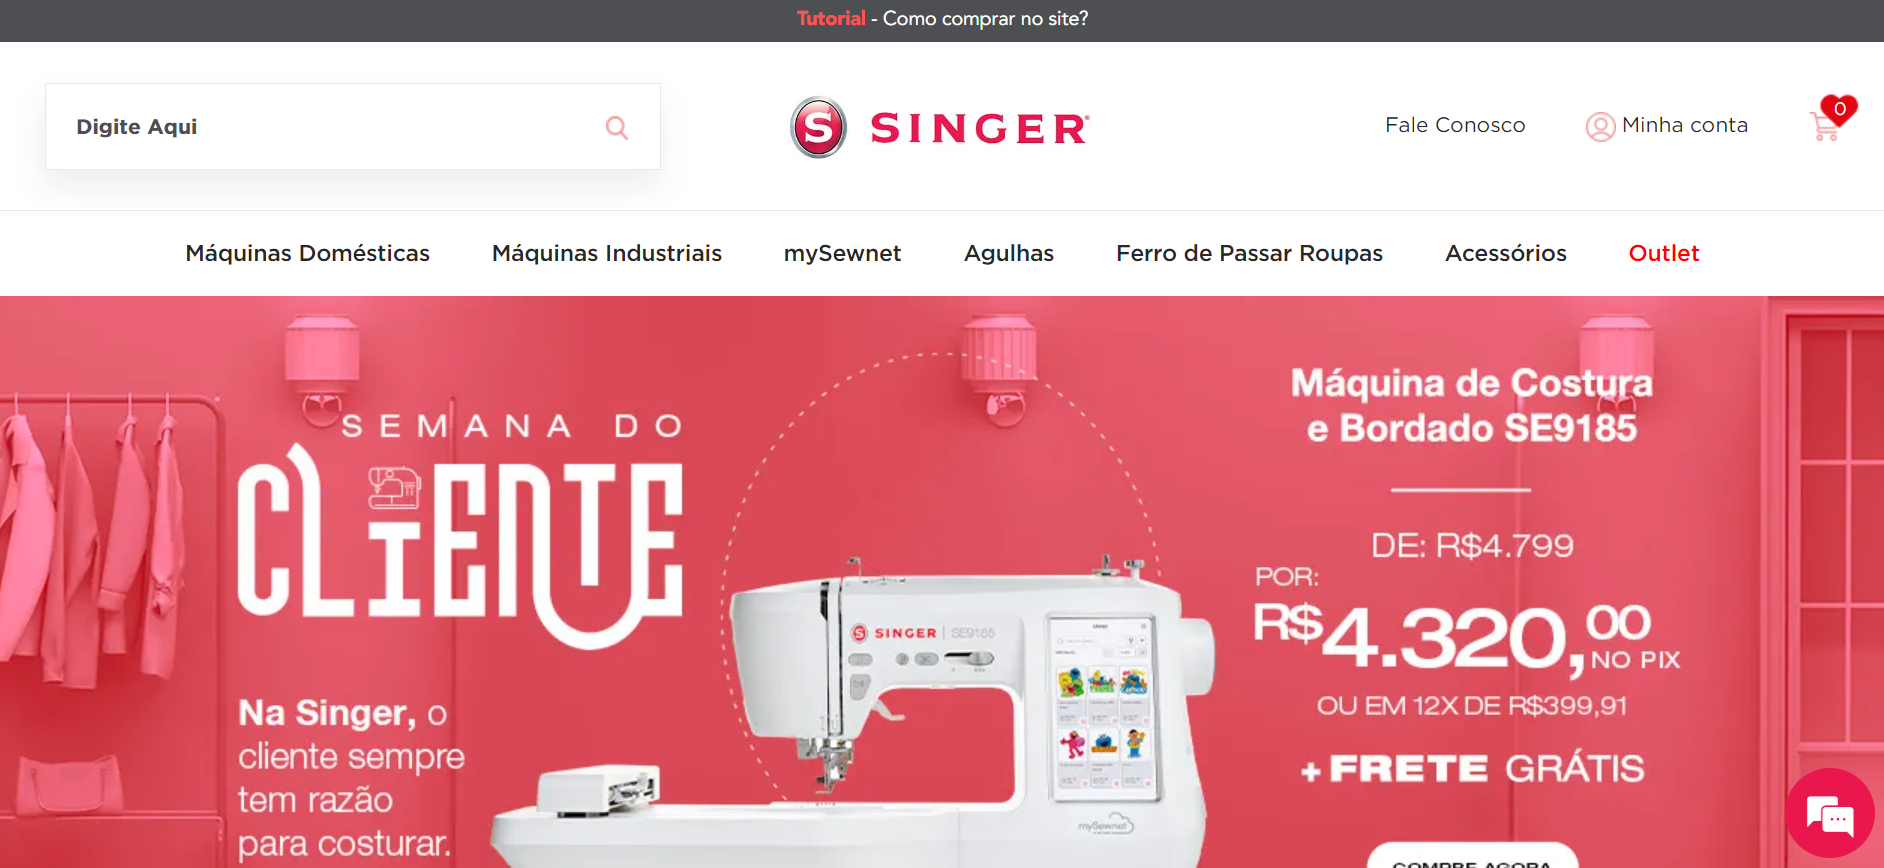 Tutorial - Como comprar no site?
Digite Aqui
S SINGER
Fale Conosco
Minha conta
0
Máquinas Domésticas
Máquinas Industriais
mySewnet
Agulhas
Ferro de Passar Roupas
Acessórios
Outlet
SEMANA DO
CLIENTE
Na Singer, o
cliente sempre
tem razão
para costurar.
S SINGER | SE9185
mySewnet
Máquina de Costura
e Bordado SE9185
DE: R$4.799
POR:
R$4.320,00
NO PIX
OU EM 12X DE R$399,91
+ FRETE GRÁTIS
COMPRE AGORA